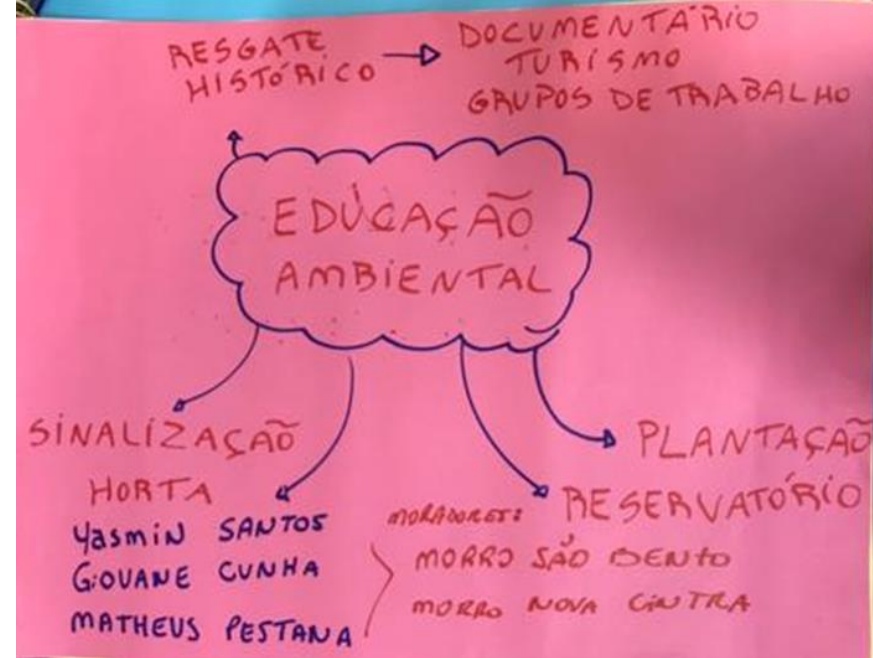 RESGATE
HISTÓRICO
DOCUMENTÁRIO
TURISMO
GRUPOS DE TRABALHO
EDUCAÇÃO
AMBIENTAL
SINALIZAÇÃO
HORTA
PLANTAÇÃO
RESERVATÓRIO
YASMIN SANTOS
GIOVANE CUNHA
MATHEUS PESTANA
MORADORES:
MORRO SÃO BENTO
MORRO NOVA CINTRA